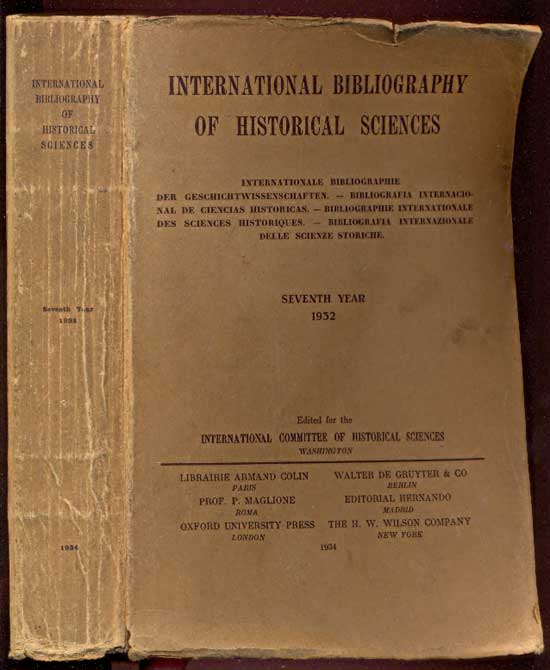 INTERNATIONAL
BIBLIOGRAPHY
OF
HISTORICAL
SCIENCES
Seventh Year
1934
INTERNATIONAL BIBLIOGRAPHY
OF HISTORICAL SCIENCES
INTERNATIONALE BIBLIOGRAPHIE
DER GESCHICHTWISSENSCHAFTEN. — BIBLIOGRAFIA INTERNACIO-
NAL DE CIENCIAS HISTORICAS. — BIBLIOGRAPHIE INTERNATIONALE
DES SCIENCES HISTORIQUES. — BIBLIOGRAFIA INTERNAZIONALE
DELLE SCIENZE STORICHE.
SEVENTH YEAR
1932
Edited for the
INTERNATIONAL COMMITTEE OF HISTORICAL SCIENCES
WASHINGTON
LIBRAIRIE ARMAND COLIN WALTER DE GRUYTER & CO
PARIS BERLIN
PROF. P. MAGLIONE EDITORIAL HERNANDO
ROMA MADRID
OXFORD UNIVERSITY PRESS THE H. W. WILSON COMPANY
LONDON NEW YORK
1934